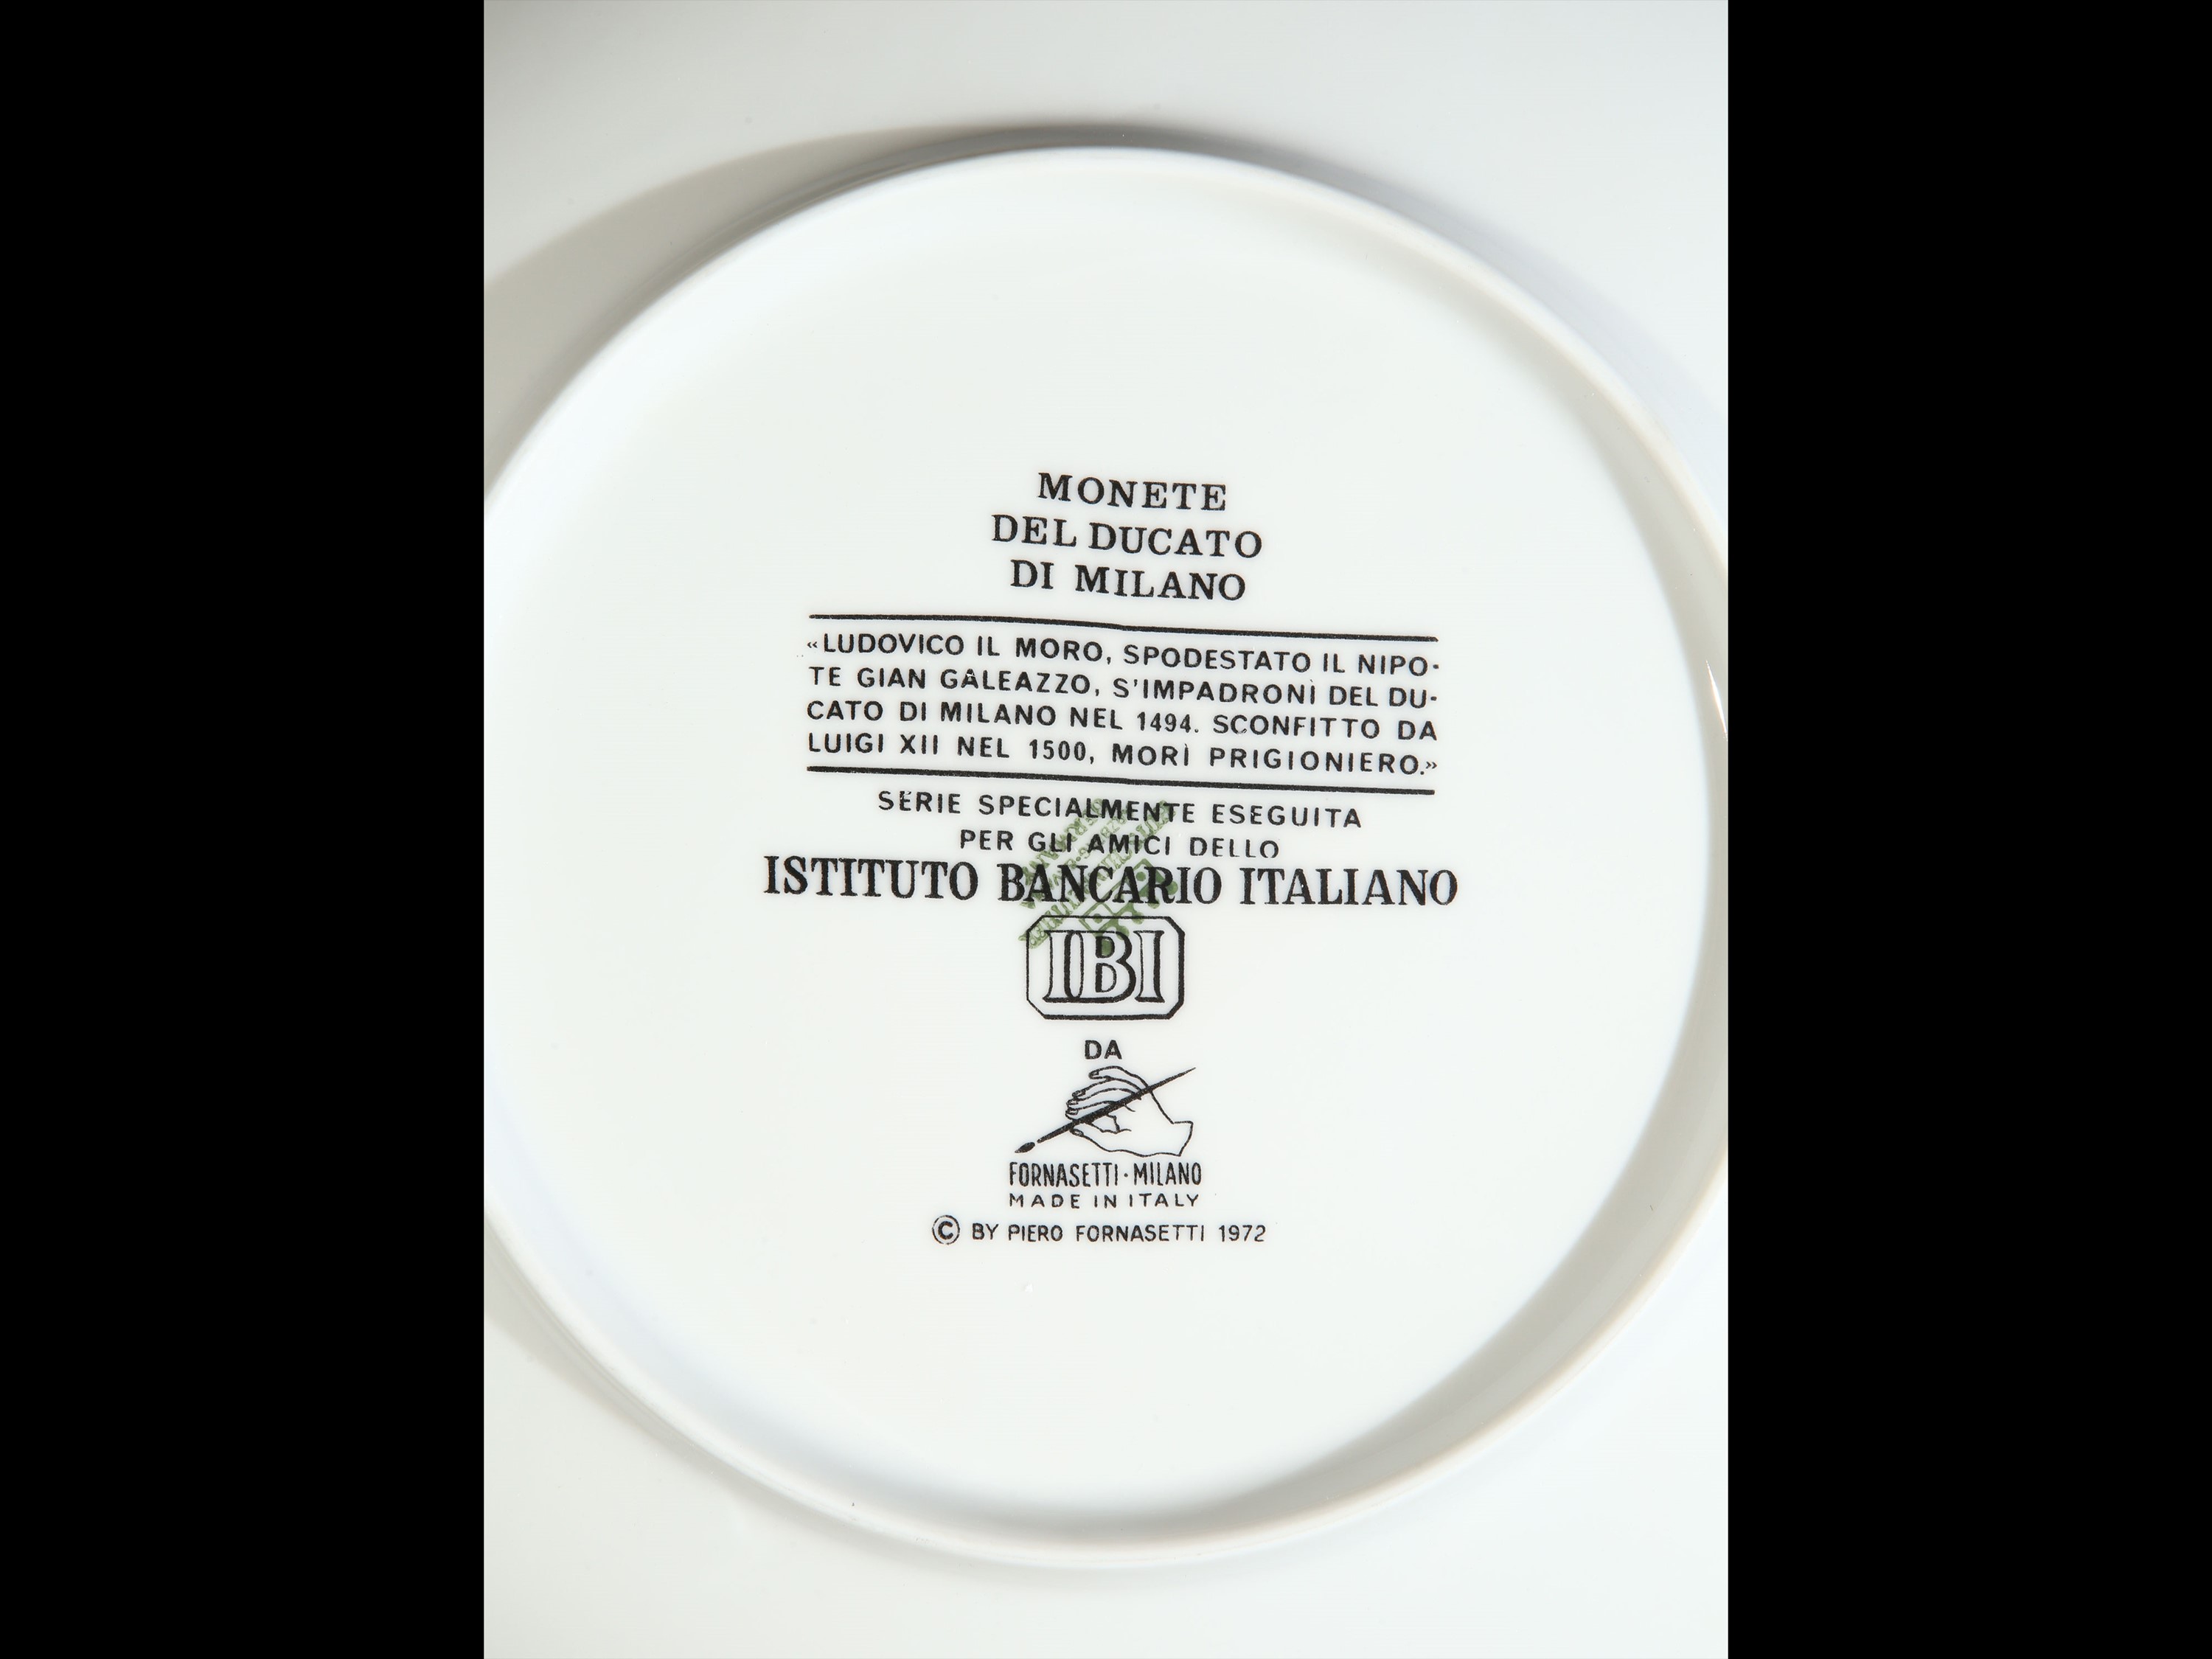 MONETE
DEL DUCATO
DI MILANO
«LUDOVICO IL MORO, SPODESTATO IL NIPO-
TE GIAN GALEAZZO, S'IMPADRONÌ DEL DU-
CATO DI MILANO NEL 1494. SCONFITTO DA
LUIGI XII NEL 1500, MORÌ PRIGIONIERO.»
SERIE SPECIALMENTE ESEGUITA
PER GLI AMICI DELLO
ISTITUTO BANCARIO ITALIANO
IBI
DA
FORNASETTI·MILANO
MADE IN ITALY
© BY PIERO FORNASETTI 1972